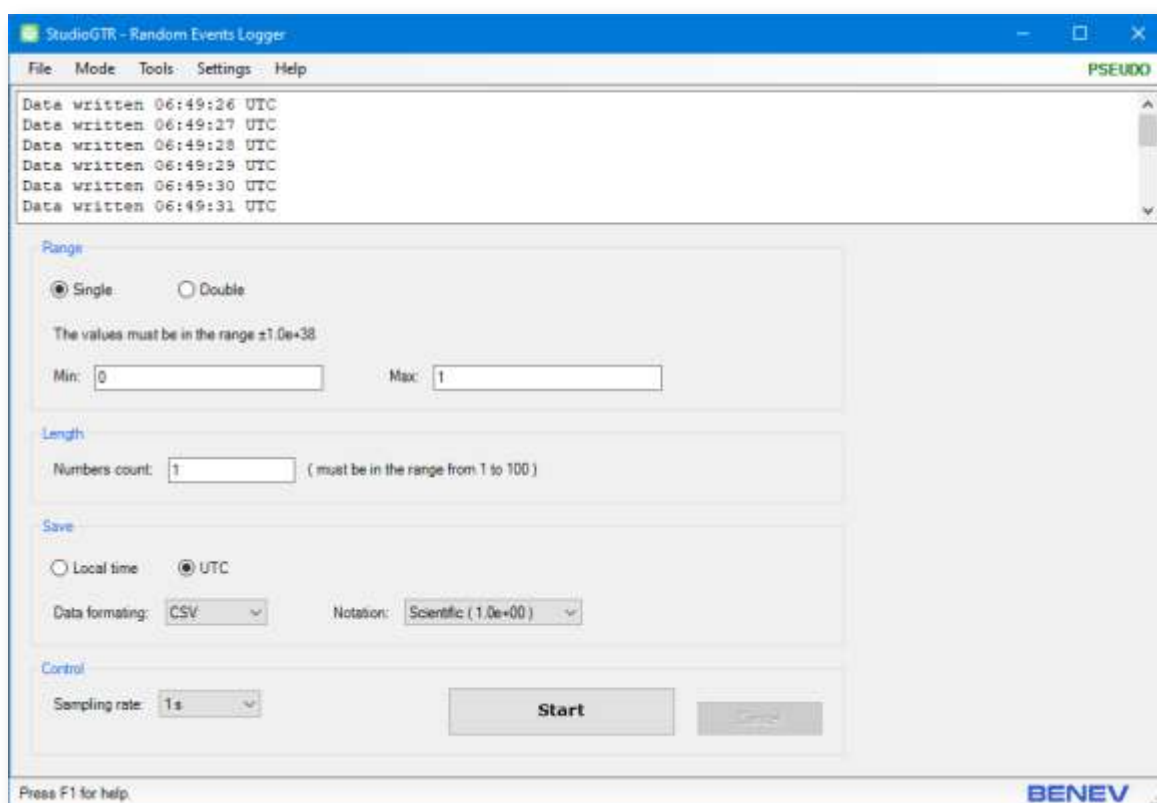 StudioGTR - Random Events Logger
File Mode Tools Settings Help PSEUDO
Data written 06:49:26 UTC
Data written 06:49:27 UTC
Data written 06:49:28 UTC
Data written 06:49:29 UTC
Data written 06:49:30 UTC
Data written 06:49:31 UTC
Range
Single Double
The values must be in the range ±1.0e+38
Min: 0 Max: 1
Length
Numbers count: 1 ( must be in the range from 1 to 100 )
Save
Local time UTC
Data formating: CSV Notation: Scientific ( 1.0e+00 )
Control
Sampling rate: 1 s Start
Press F1 for help. BENEV